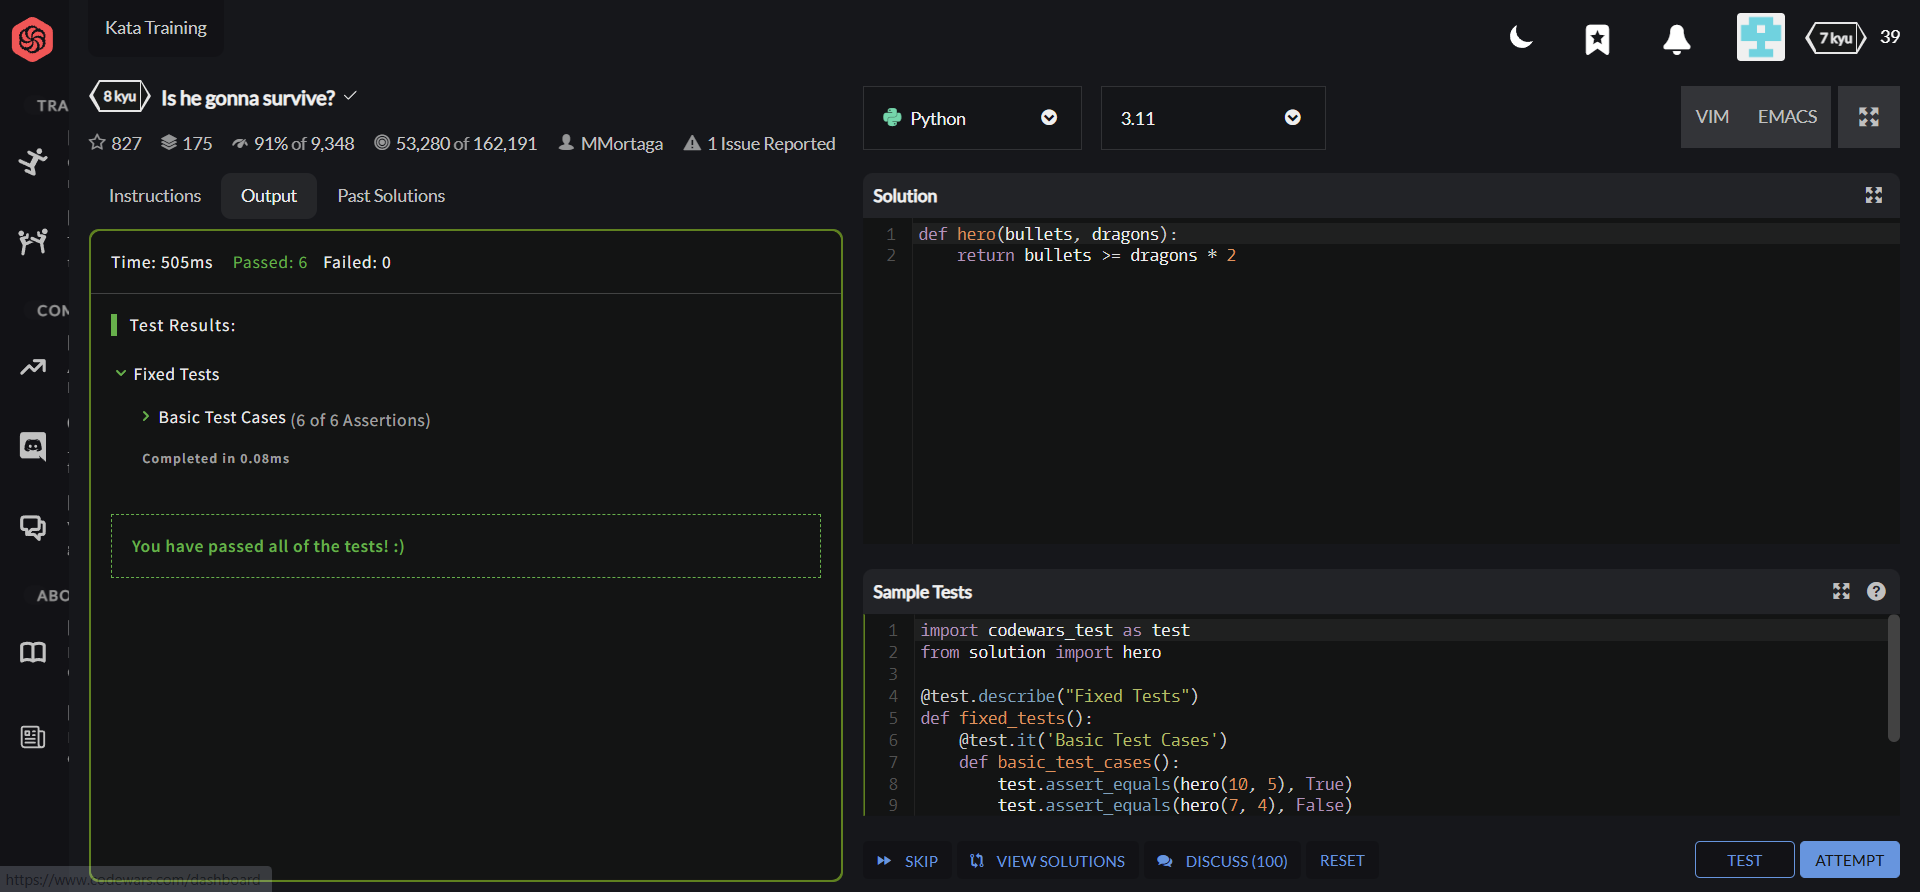 Kata Training
7 kyu
39
TRA
COM
ABO
8 kyu
Is he gonna survive?
827
175
91% of 9,348
53,280 of 162,191
MMortaga
1 Issue Reported
Instructions
Output
Past Solutions
Time: 505ms Passed: 6 Failed: 0
Test Results:
Fixed Tests
Basic Test Cases (6 of 6 Assertions)
Completed in 0.08ms
You have passed all of the tests! :)
https://www.codewars.com/dashboard
Python
3.11
VIM
EMACS
Solution
1 def hero(bullets, dragons):
2     return bullets >= dragons * 2
Sample Tests
1 import codewars_test as test
2 from solution import hero
3
4 @test.describe("Fixed Tests")
5 def fixed_tests():
6     @test.it('Basic Test Cases')
7     def basic_test_cases():
8         test.assert_equals(hero(10, 5), True)
9         test.assert_equals(hero(7, 4), False)
SKIP
VIEW SOLUTIONS
DISCUSS (100)
RESET
TEST
ATTEMPT